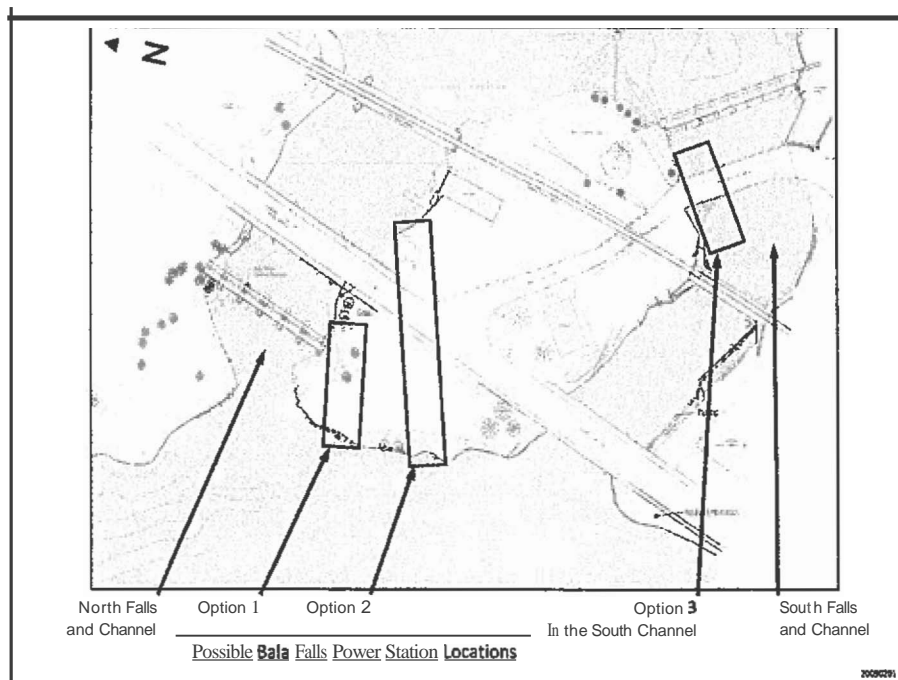 N
North Falls
and Channel
Option 1
Option 2
Option 3
In the South Channel
South Falls
and Channel
Possible Bala Falls Power Station Locations
20090291